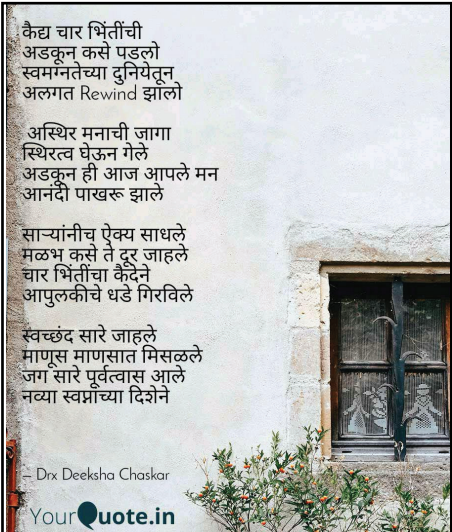 कैद्य चार भिंतींची
अडकून कसे पडलो
स्वमग्नतेच्या दुनियेतून
अलगत Rewind झालो
अस्थिर मनाची जागा
स्थिरत्व घेऊन गेले
अडकून ही आज आपले मन
आनंदी पाखरू झाले
साऱ्यांनीच ऐक्य साधले
मळभ कसे ते दूर जाहले
चार भिंतींचा कैदेने
आपुलकीचे धडे गिरविले
स्वच्छंद सारे जाहले
माणूस माणसात मिसळले
जग सारे पूर्वत्वास आले
नव्या स्वप्नाच्या दिशेने
– Drx Deeksha Chaskar
YourQuote.in